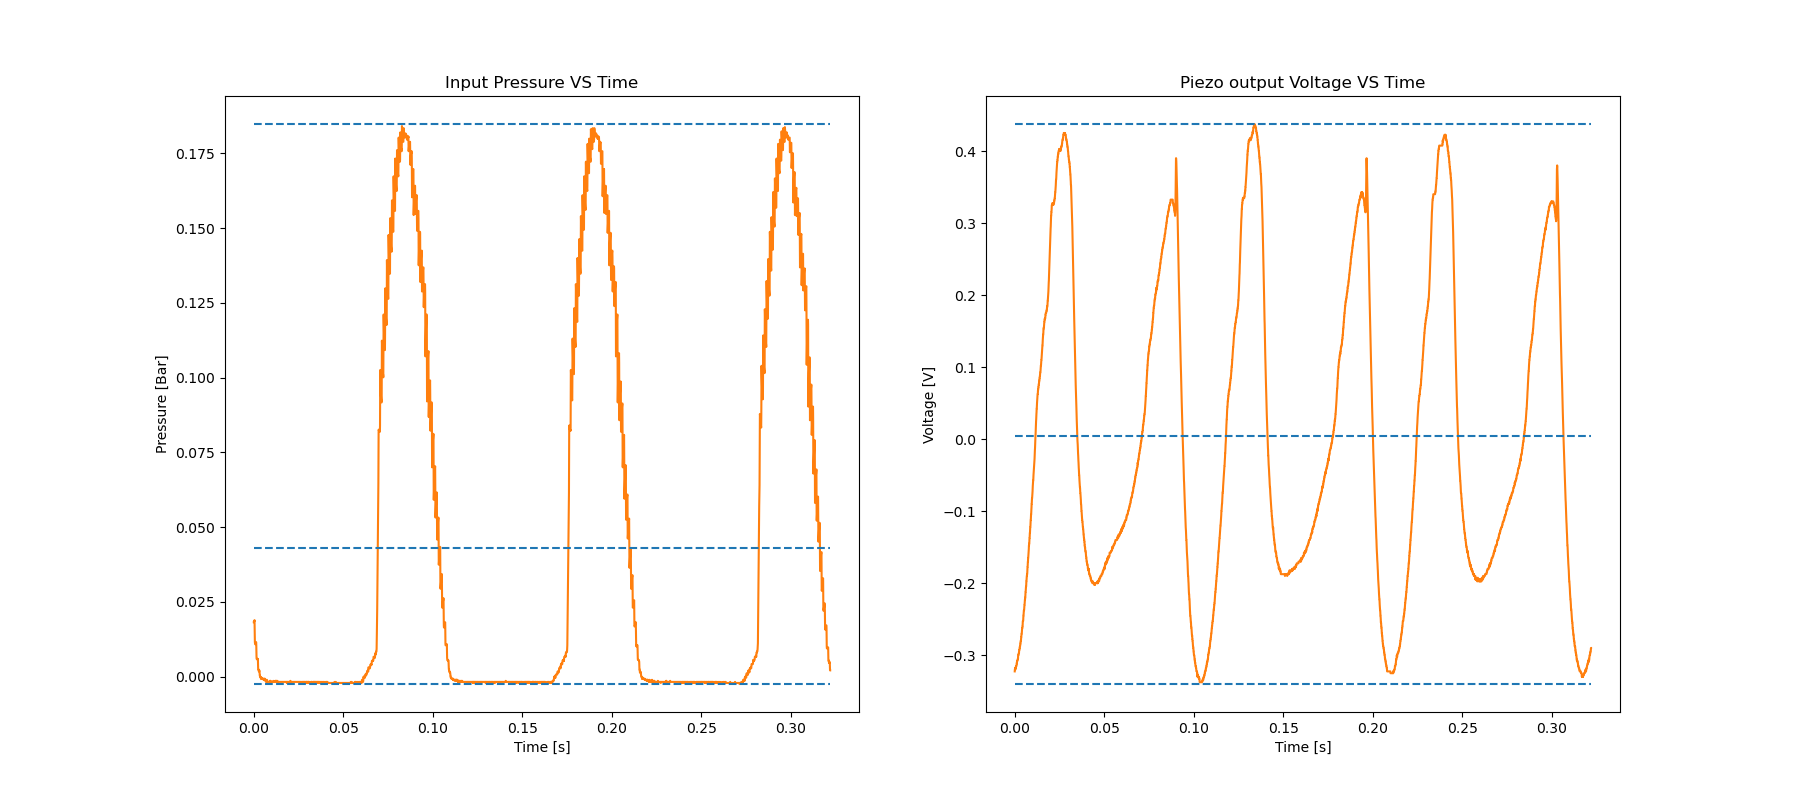 Input Pressure VS Time
Pressure [Bar]
0.175
0.150
0.125
0.100
0.075
0.050
0.025
0.000
0.00 0.05 0.10 0.15 0.20 0.25 0.30
Time [s]
Piezo output Voltage VS Time
Voltage [V]
0.4
0.3
0.2
0.1
0.0
−0.1
−0.2
−0.3
0.00 0.05 0.10 0.15 0.20 0.25 0.30
Time [s]